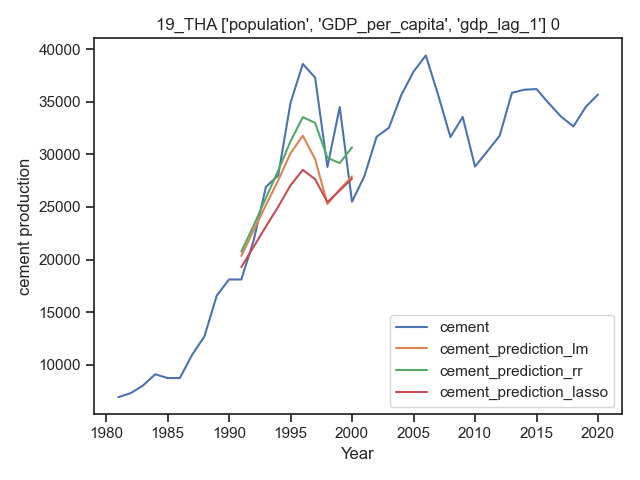 19_THA ['population', 'GDP_per_capita', 'gdp_lag_1'] 0
40000
35000
30000
25000
20000
15000
10000
cement production
cement
cement_prediction_lm
cement_prediction_rr
cement_prediction_lasso
1980 1985 1990 1995 2000 2005 2010 2015 2020
Year